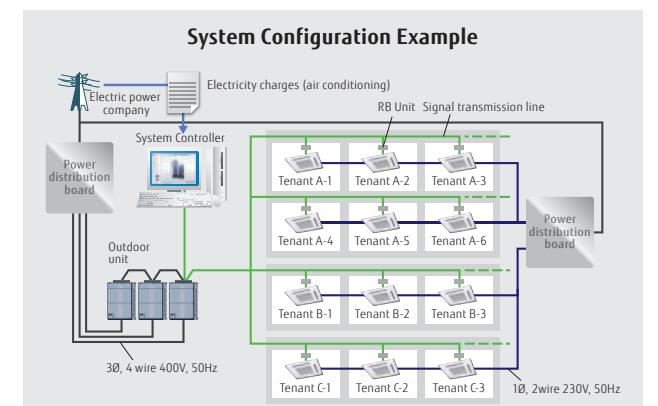 System Configuration Example
Electricity charges (air conditioning)
Electric power
company
RB Unit
Signal transmission line
System Controller
Power
distribution
board
Tenant A-1
Tenant A-2
Tenant A-3
Tenant A-4
Tenant A-5
Tenant A-6
Power
distribution
board
Outdoor
unit
Tenant B-1
Tenant B-2
Tenant B-3
3Ø, 4 wire 400V, 50Hz
Tenant C-1
Tenant C-2
Tenant C-3
1Ø, 2wire 230V, 50Hz